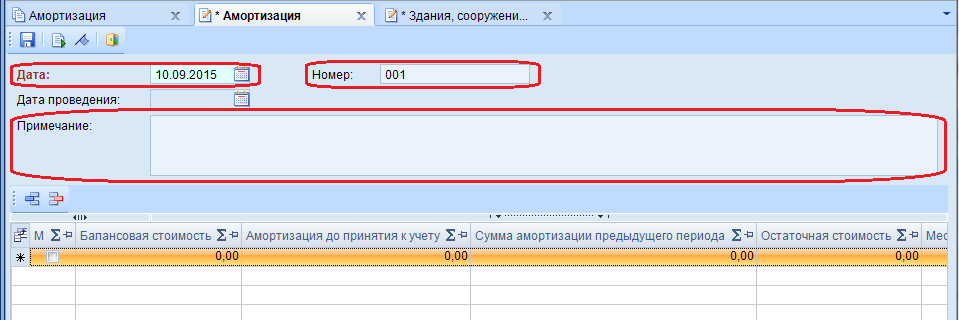 Амортизация * Амортизация * Здания, сооружени...
Дата: 10.09.2015 Номер: 001
Дата проведения:
Примечание:
М Балансовая стоимость Амортизация до принятия к учету Сумма амортизации предыдущего периода Остаточная стоимость Мес
0,00 0,00 0,00 0,00